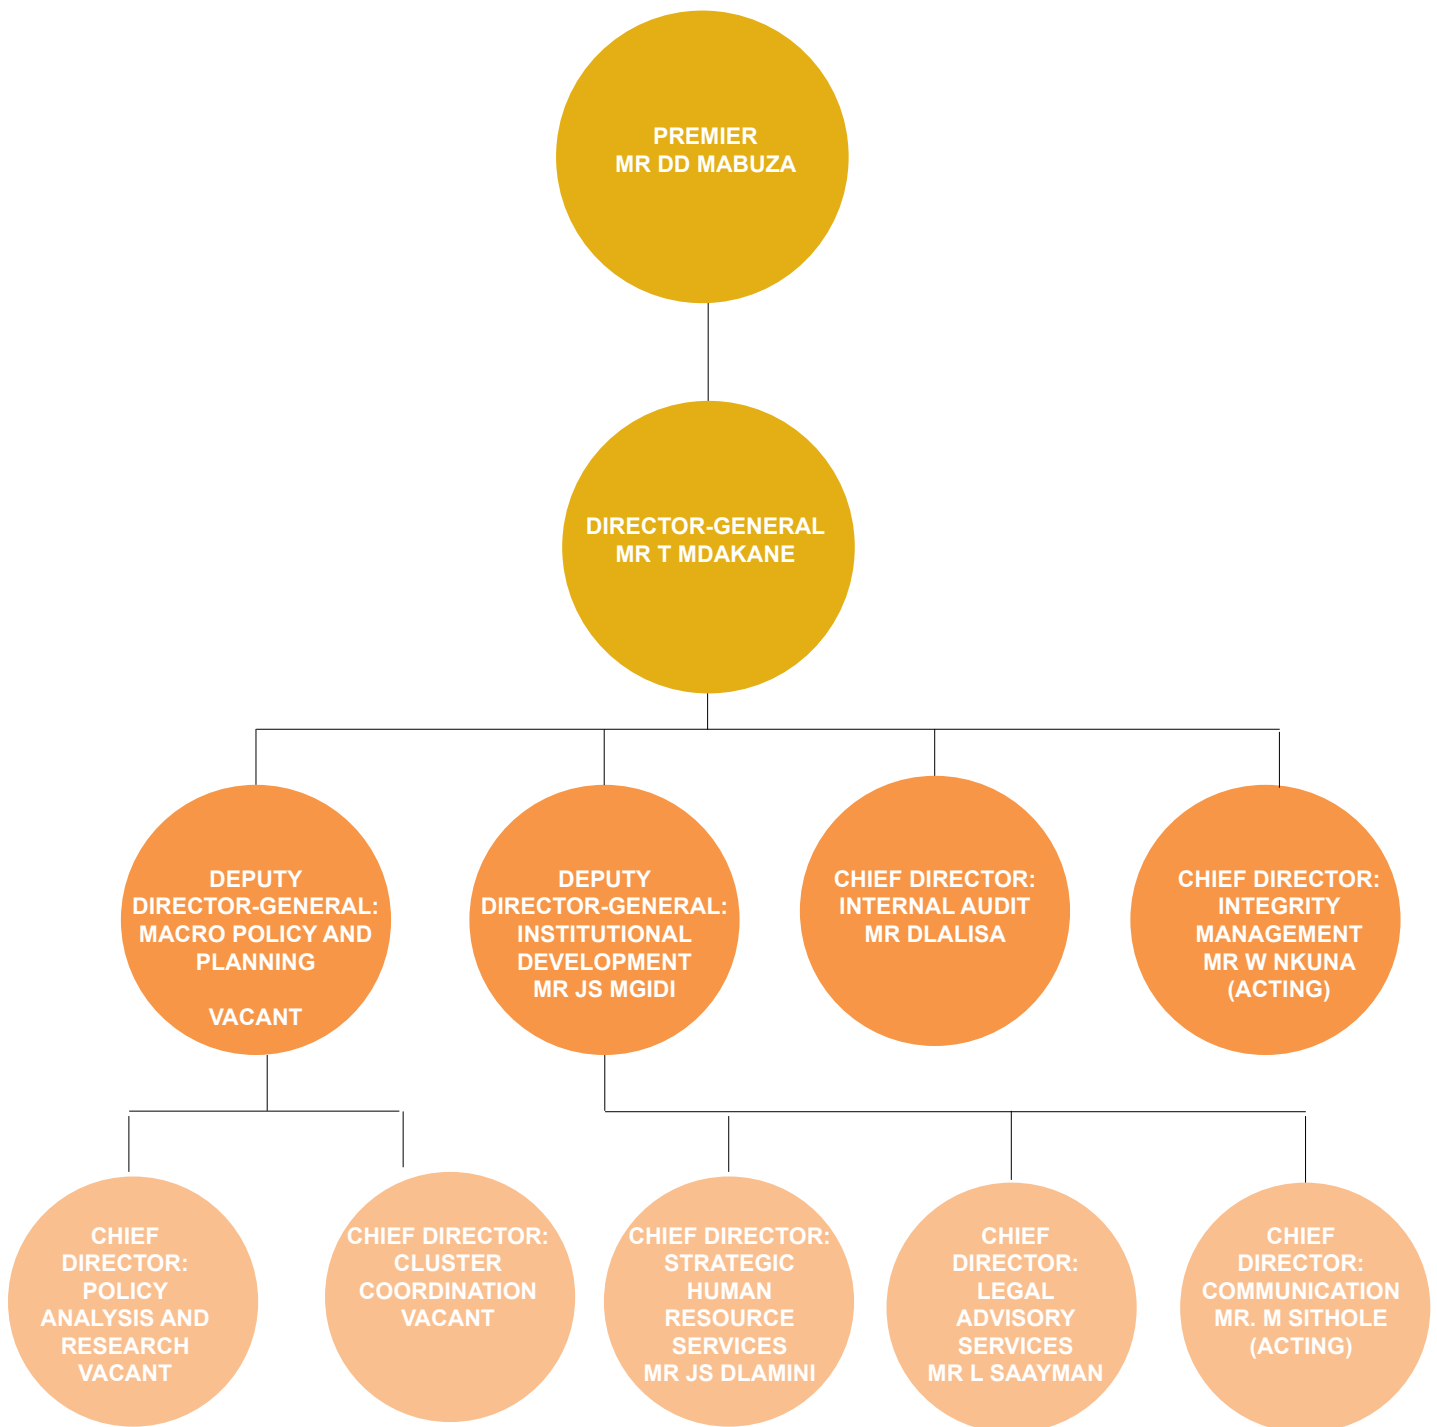 PREMIER
MR DD MABUZA
DIRECTOR-GENERAL
MR T MDAKANE
DEPUTY
DIRECTOR-GENERAL:
MACRO POLICY AND
PLANNING
VACANT
DEPUTY
DIRECTOR-GENERAL:
INSTITUTIONAL
DEVELOPMENT
MR JS MGIDI
CHIEF DIRECTOR:
INTERNAL AUDIT
MR DLALISA
CHIEF DIRECTOR:
INTEGRITY
MANAGEMENT
MR W NKUNA
(ACTING)
CHIEF
DIRECTOR:
POLICY
ANALYSIS AND
RESEARCH
VACANT
CHIEF DIRECTOR:
CLUSTER
COORDINATION
VACANT
CHIEF DIRECTOR:
STRATEGIC
HUMAN
RESOURCE
SERVICES
MR JS DLAMINI
CHIEF
DIRECTOR:
LEGAL
ADVISORY
SERVICES
MR L SAAYMAN
CHIEF
DIRECTOR:
COMMUNICATION
MR. M SITHOLE
(ACTING)